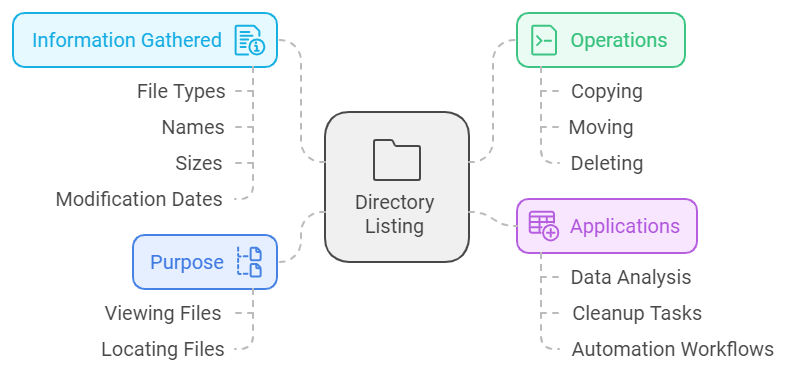 Information Gathered
File Types
Names
Sizes
Modification Dates
Purpose
Viewing Files
Locating Files
Directory
Listing
Operations
Copying
Moving
Deleting
Applications
Data Analysis
Cleanup Tasks
Automation Workflows